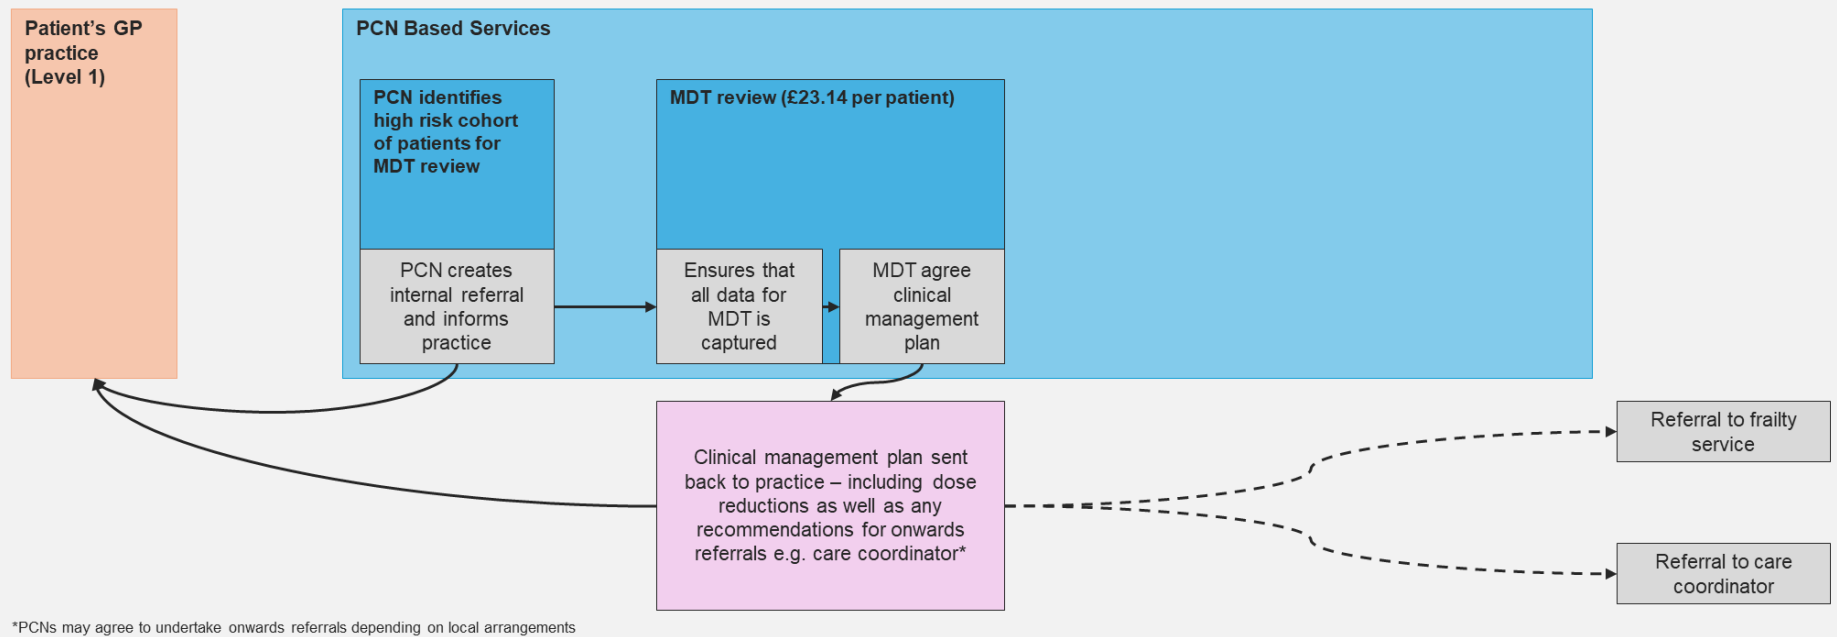 Patient’s GP
practice
(Level 1)
PCN Based Services
PCN identifies
high risk cohort
of patients for
MDT review
MDT review (£23.14 per patient)
PCN creates
internal referral
and informs
practice
Ensures that
all data for
MDT is
captured
MDT agree
clinical
management
plan
Clinical management plan sent
back to practice – including dose
reductions as well as any
recommendations for onwards
referrals e.g. care coordinator*
Referral to frailty
service
Referral to care
coordinator
*PCNs may agree to undertake onwards referrals depending on local arrangements